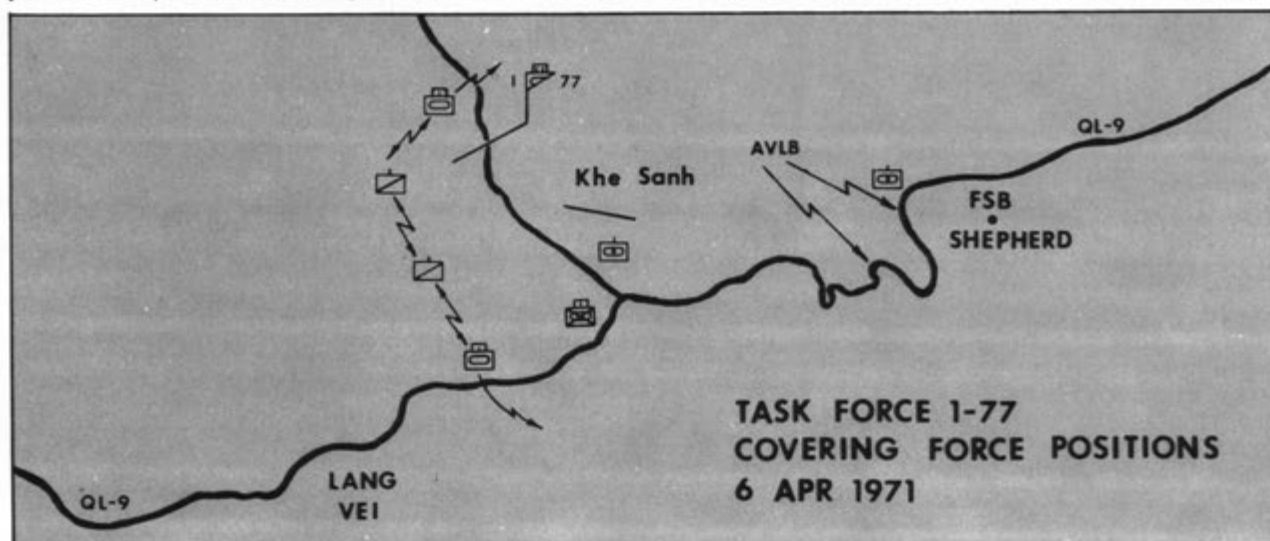 1 77
QL-9
AVLB
Khe Sanh
FSB
SHEPHERD
TASK FORCE 1-77
COVERING FORCE POSITIONS
6 APR 1971
LANG
VEI
QL-9